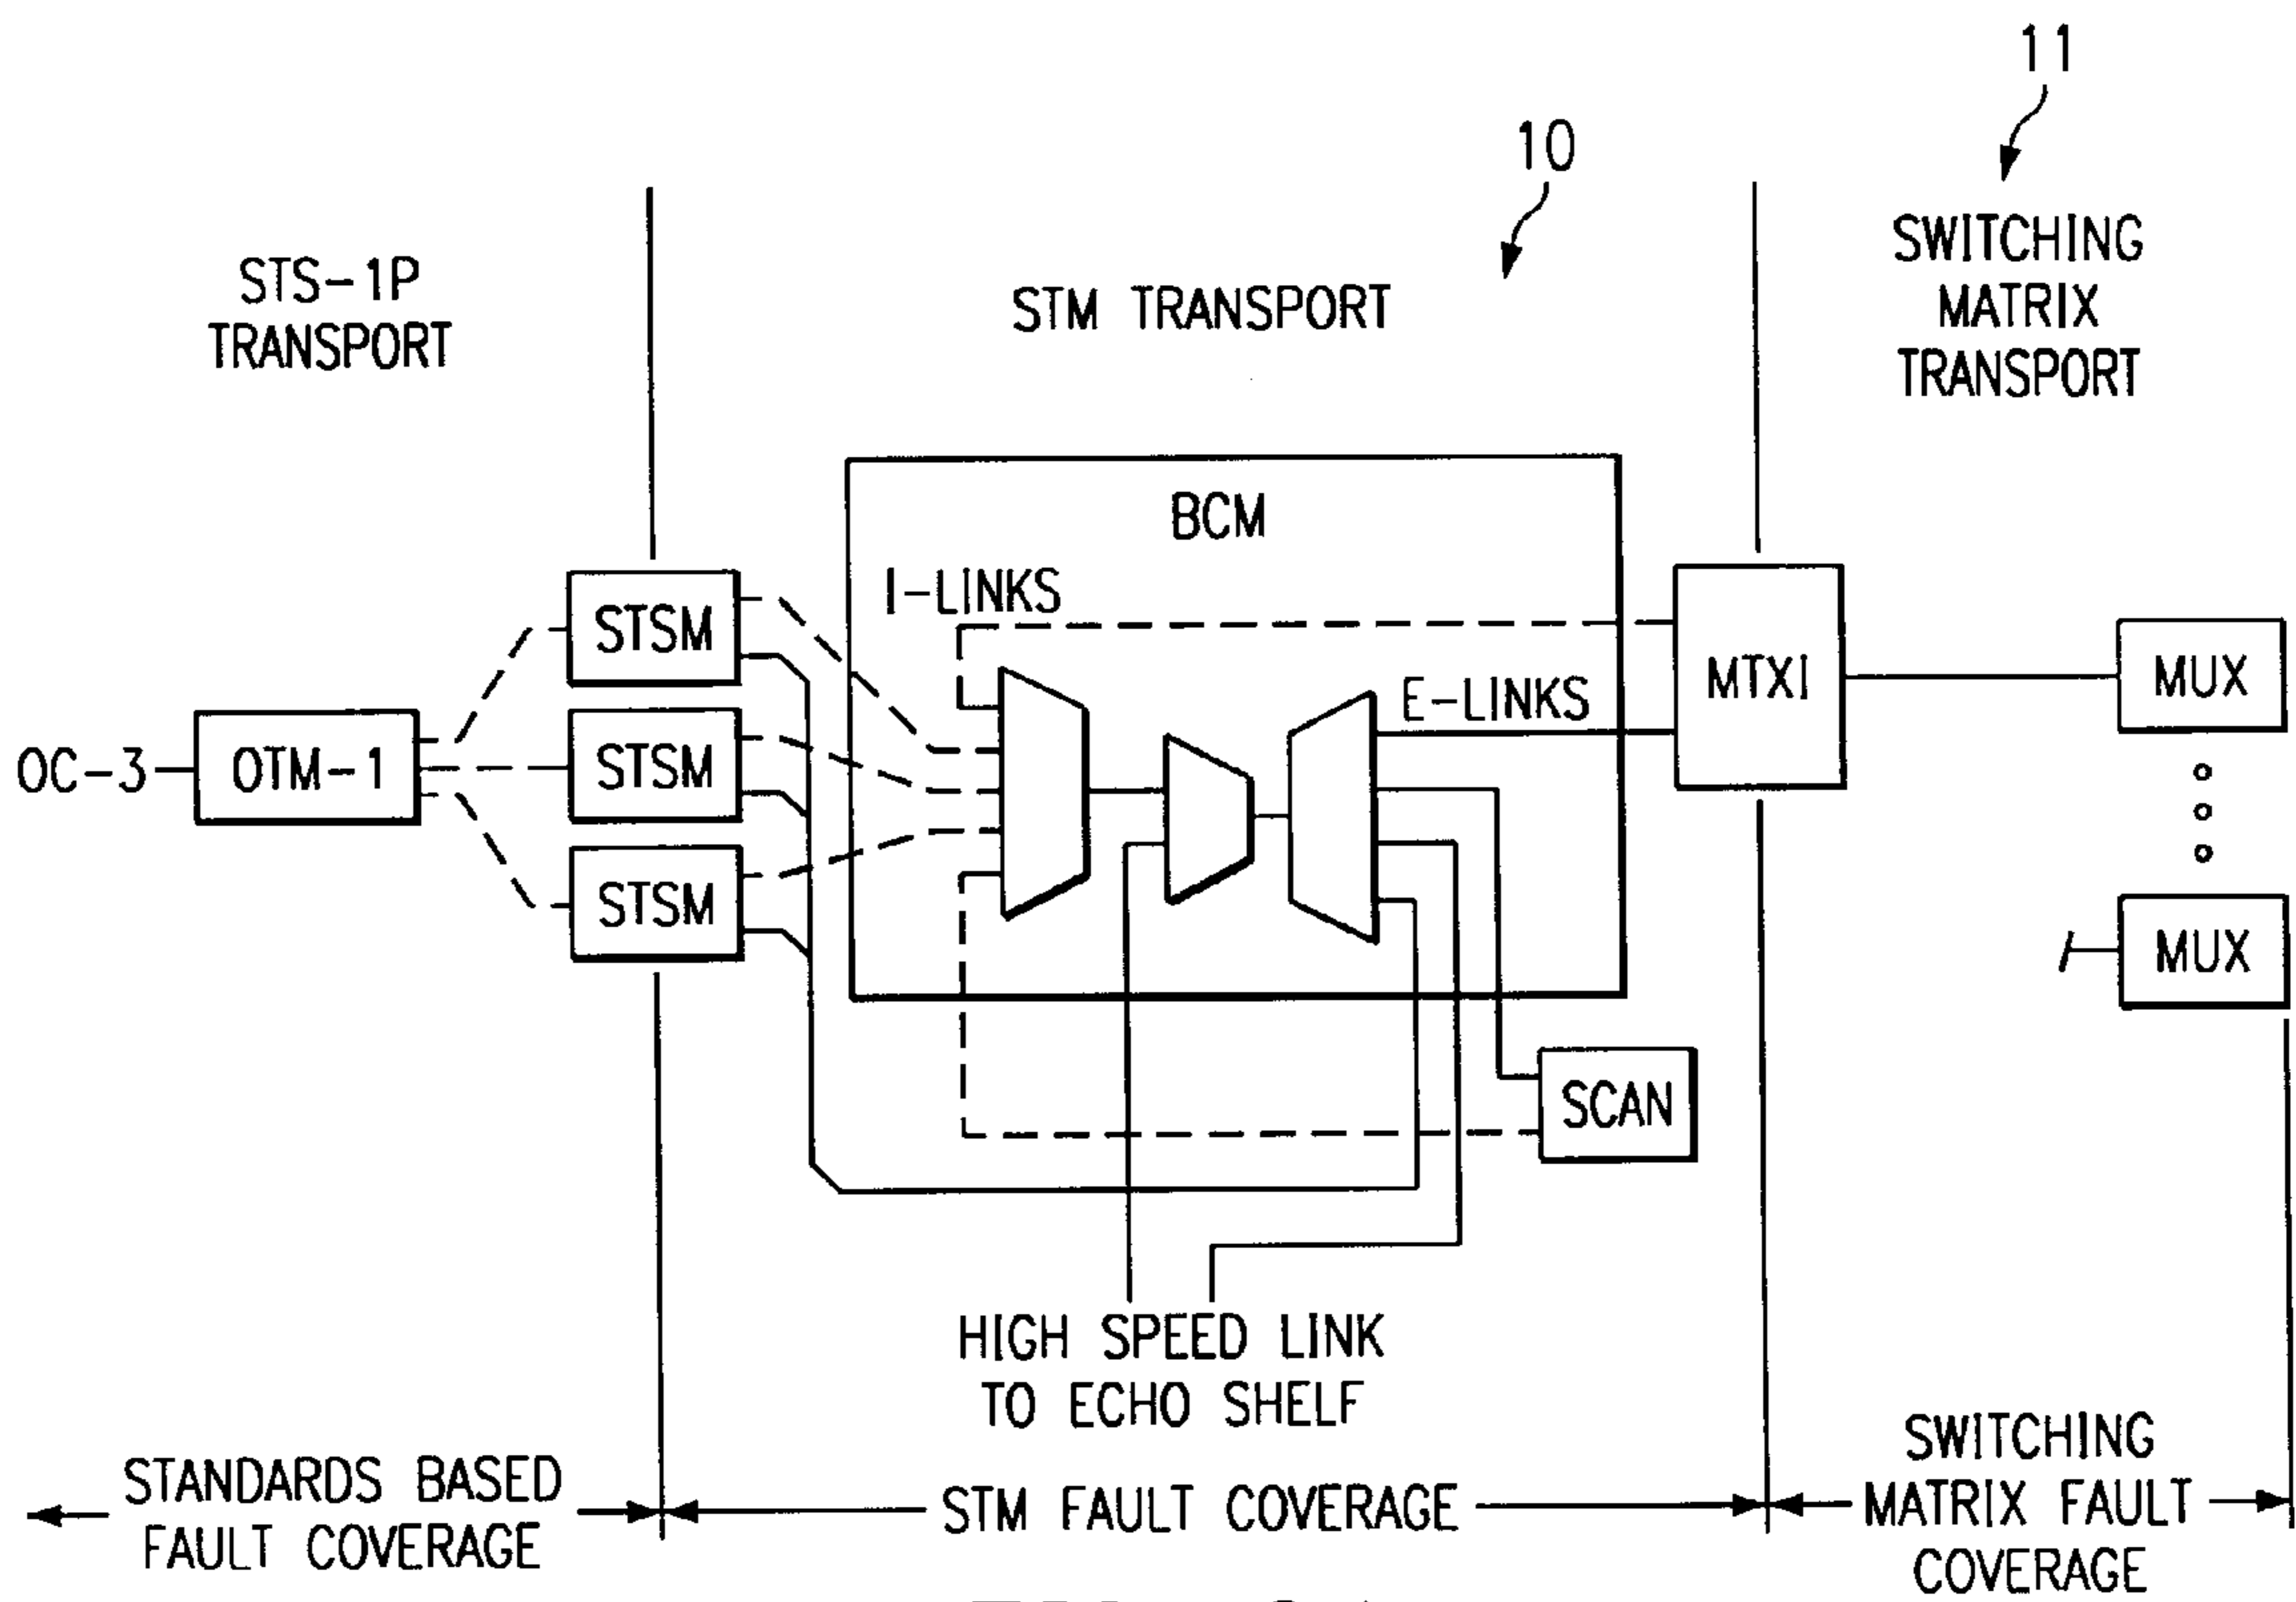 11
10
STS-1P
TRANSPORT
STM TRANSPORT
SWITCHING
MATRIX
TRANSPORT
BCM
I-LINKS
STSM
E-LINKS
MTXI
MUX
OC-3
OTM-1
STSM
STSM
MUX
SCAN
HIGH SPEED LINK
TO ECHO SHELF
STANDARDS BASED
FAULT COVERAGE
STM FAULT COVERAGE
SWITCHING
MATRIX FAULT
COVERAGE